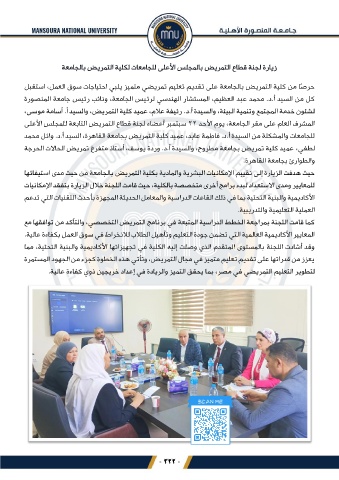 MANSOURA NATIONAL UNIVERSITY
جـامـعـة المنصـورة الأهـليـة
MNU
زيارة لجنة قطاع التمريض بالمجلس الأعلى للجامعات لكلية التمريض بالجامعة
حرصًا من كلية التمريض بالجامعة على تقديم تعليم تمريضي متميز يلبي احتياجات سوق العمل، استقبل
كل من السيد أ.د. محمد عبد العظيم، المستشار الهندسي لرئيس الجامعة، ونائب رئيس جامعة المنصورة
لشئون خدمة المجتمع وتنمية البيئة، والسيدة أ.د. رئيفة علام، عميد كلية التمريض، والسيد أ. أسامة موسى،
المشرف العام على مقر الجامعة، يوم الأحد ٢٢ سبتمبر أعضاء لجنة قطاع التمريض التابعة للمجلس الأعلى
للجامعات والمشكلة من السيدة أ.د. فاطمة عابد، عميد كلية التمريض بجامعة القاهرة، السيد أ.د. وائل محمد
لطفي، عميد كلية تمريض بجامعة مطروح، والسيدة أ.د. وردة يوسف، أستاذ متفرغ تمريض الحالات الحرجة
والطوارئ بجامعة القاهرة.
حيث هدفت الزيارة إلى تقييم الإمكانيات البشرية والمادية بكلية التمريض بالجامعة من حيث مدى استيفائها
للمعايير ومدى الاستعداد لبدء برامج أخرى متخصصة بالكلية، حيث قامت اللجنة خلال الزيارة بتفقد الإمكانيات
الأكاديمية والبنية التحتية بما في ذلك القاعات الدراسية والمعامل الحديثة المجهزة بأحدث التقنيات التي تدعم
العملية التعليمية والتدريبية.
كما قامت اللجنة بمراجعة الخطط الدراسية المتبعة في برنامج التمريض التخصصي، والتأكد من توافقها مع
المعايير الأكاديمية العالمية التي تضمن جودة التعليم وتأهيل الطلاب للانخراط في سوق العمل بكفاءة عالية.
وقد أشادت اللجنة بالمستوى المتقدم الذي وصلت إليه الكلية في تجهيزاتها الأكاديمية والبنية التحتية، مما
يعزز من قدراتها على تقديم تعليم متميز في مجال التمريض، وتأتي هذه الخطوة كجزء من الجهود المستمرة
لتطوير التعليم التمريضي في مصر، بما يحقق التميز والريادة في إعداد خريجين ذوي كفاءة عالية.
SCAN ME
- ٢٢٢ -